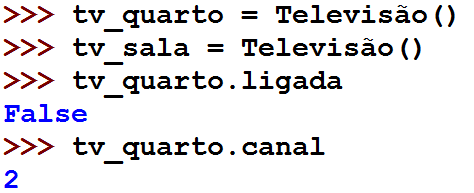 >>> tv_quarto = Televisão()
>>> tv_sala = Televisão()
>>> tv_quarto.ligada
False
>>> tv_quarto.canal
2